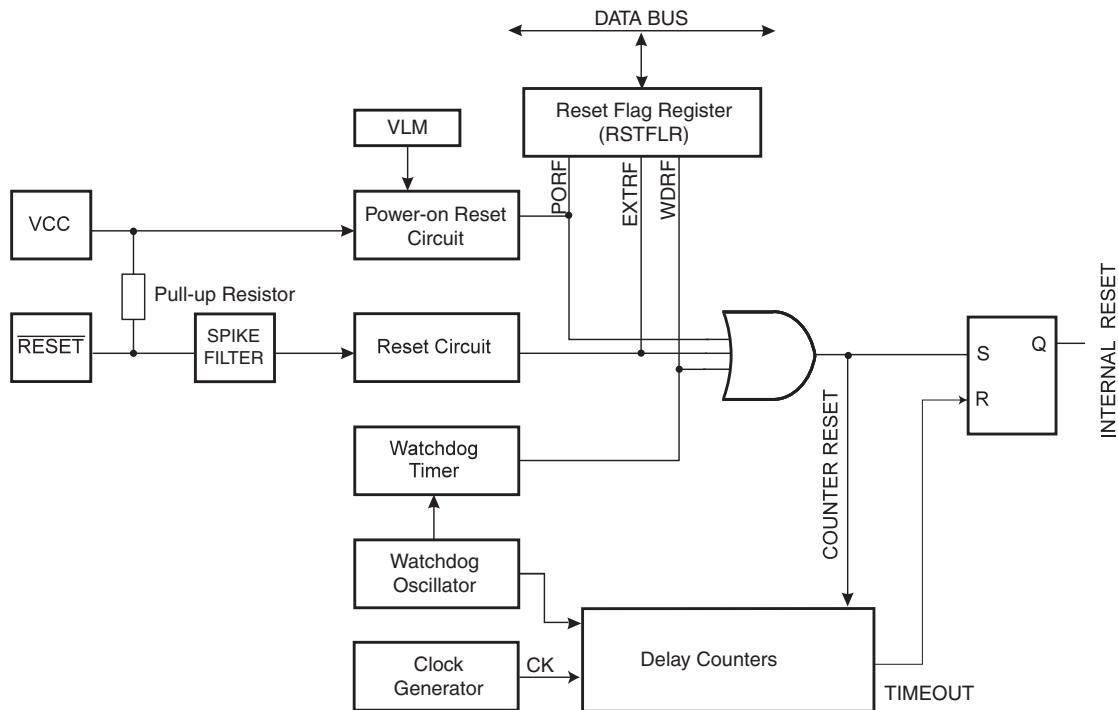 DATA BUS
Reset Flag Register
(RSTFLR)
VLM
PORF
EXTRF
WDRF
VCC
Power-on Reset
Circuit
Pull-up Resistor
RESET
SPIKE
FILTER
Reset Circuit
S
Q
R
INTERNAL RESET
COUNTER RESET
Watchdog
Timer
Watchdog
Oscillator
Clock
Generator
CK
Delay Counters
TIMEOUT